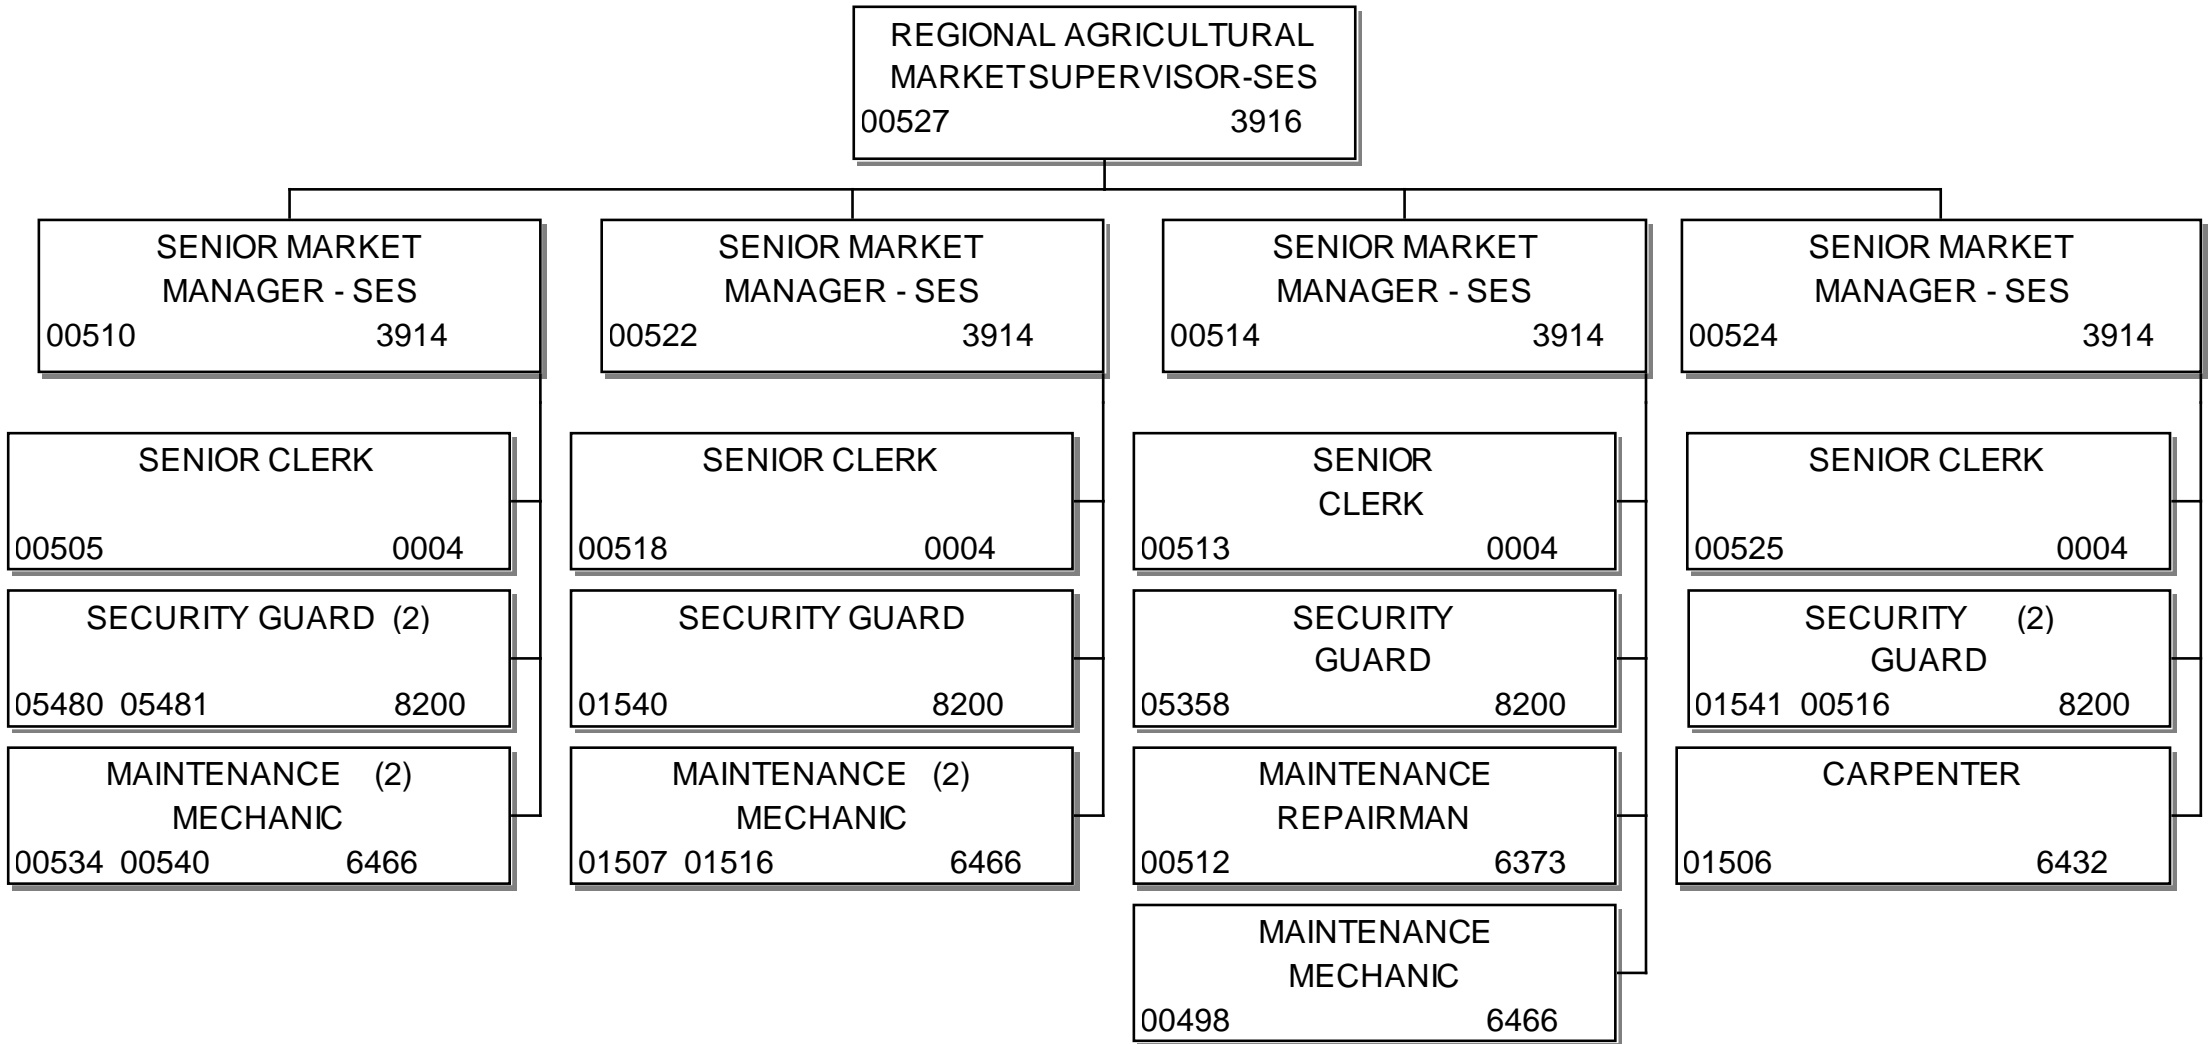 REGIONAL AGRICULTURAL
MARKET SUPERVISOR-SES
00527 3916
SENIOR MARKET
MANAGER - SES
00510 3914
SENIOR MARKET
MANAGER - SES
00522 3914
SENIOR MARKET
MANAGER - SES
00514 3914
SENIOR MARKET
MANAGER - SES
00524 3914
SENIOR CLERK
00505 0004
SENIOR CLERK
00518 0004
SENIOR
CLERK
00513 0004
SENIOR CLERK
00525 0004
SECURITY GUARD (2)
05480 05481 8200
SECURITY GUARD
01540 8200
SECURITY
GUARD
05358 8200
SECURITY (2)
GUARD
01541 00516 8200
MAINTENANCE (2)
MECHANIC
00534 00540 6466
MAINTENANCE (2)
MECHANIC
01507 01516 6466
MAINTENANCE
REPAIRMAN
00512 6373
CARPENTER
01506 6432
MAINTENANCE
MECHANIC
00498 6466